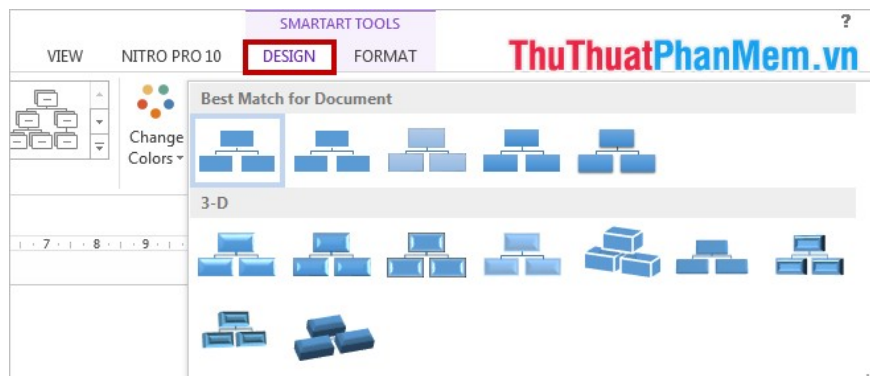 SMARTART TOOLS
?
VIEW NITRO PRO 10 DESIGN FORMAT
ThuThuatPhanMem.vn
Best Match for Document
Change
Colors
3-D
7 8 9